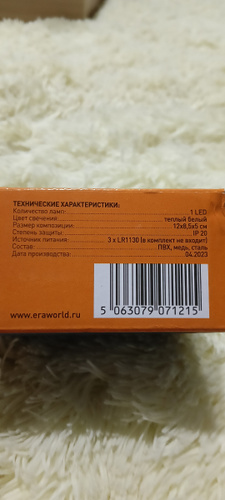 ТЕХНИЧЕСКИЕ ХАРАКТЕРИСТИКИ:
Количество ламп: 1 LED
Цвет свечения: теплый белый
Размер композиции: 12х8,5х5 см
Степень защиты: IP 20
Источник питания: 3 x LR1130 (в комплект не входит)
Состав: ПВХ, медь, сталь
Дата производства: 04.2023
5 063079 071215
www.eraworld.ru